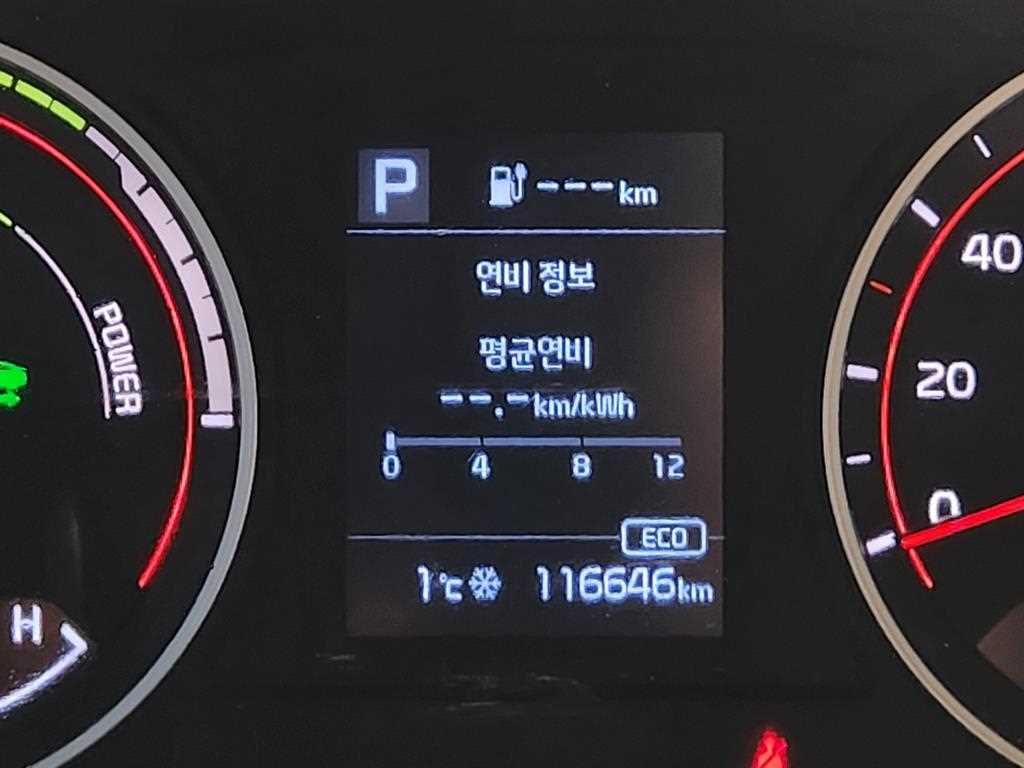 P ---km
연비 정보
평균연비
--.-km/kWh
0 4 8 12
ECO
1℃ 116646km
POWER
H
40
20
0